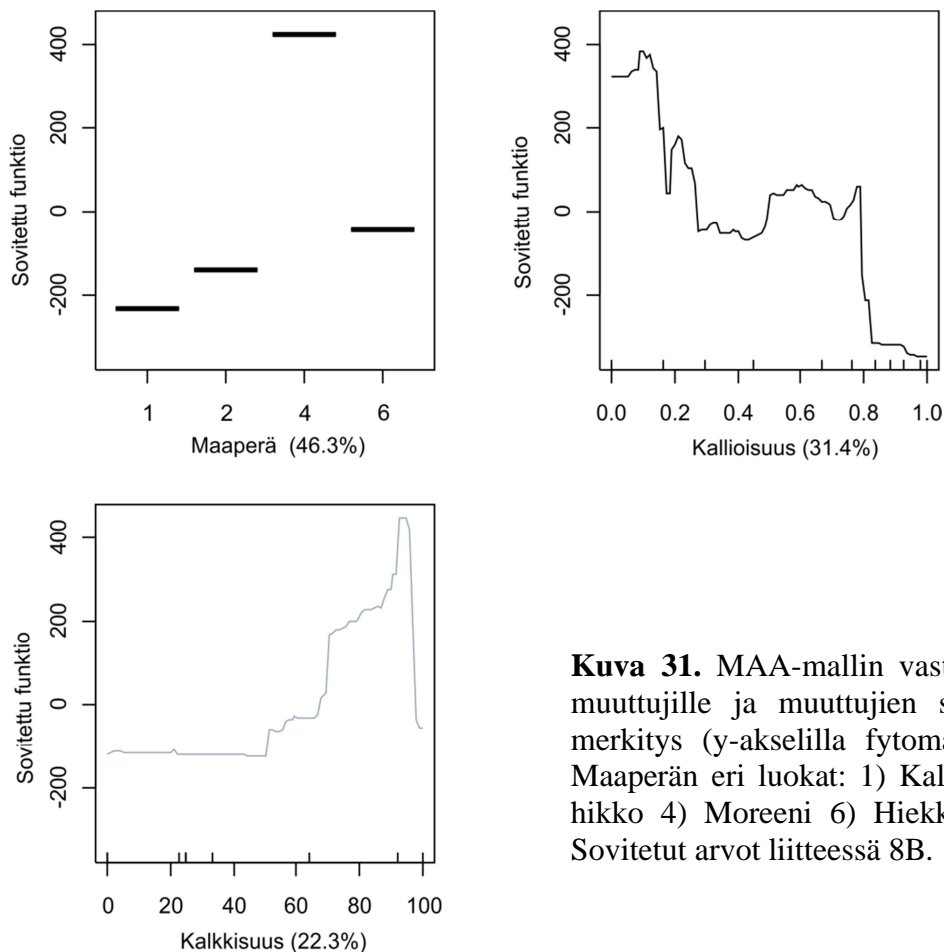 400
200
0
-200
Sovitettu funktio
1 2 4 6
Maaperä (46.3%)
400
200
0
-200
Sovitettu funktio
0.0 0.2 0.4 0.6 0.8 1.0
Kallioisuus (31.4%)
400
200
0
-200
Sovitettu funktio
0 20 40 60 80 100
Kalkkisuus (22.3%)
Kuva 31. MAA-mallin vast
muuttujille ja muuttujien s
merkitys (y-akselilla fytoma
Maaperän eri luokat: 1) Kal
hikko 4) Moreeni 6) Hiekk
Sovitetut arvot liitteessä 8B.